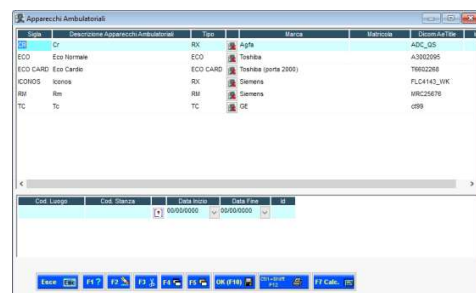 Apparecchi Ambulatoriali
Sigla Descrizione Apparecchi Ambulatoriali Tipo Marca Matricola Dicom AeTitle
CR Cr RX Agfa ADC_QS
ECO Eco Normale ECO Toshiba A3002095
ECO CARD Eco Cardio ECO CARD Toshiba (porta 2000) T6602268
ICONOS Iconos RX Siemens FLC4143_WK
RM Rm RM Siemens MRC25676
TC Tc TC GE ct99
Cod. Luogo Cod. Stanza Data Inizio Data Fine Id
00/00/0000 00/00/0000
Esce Esc F1 ? F2 F3 F4 F5 OK (F10) Ctrl+Shift F12 F7 Calc.